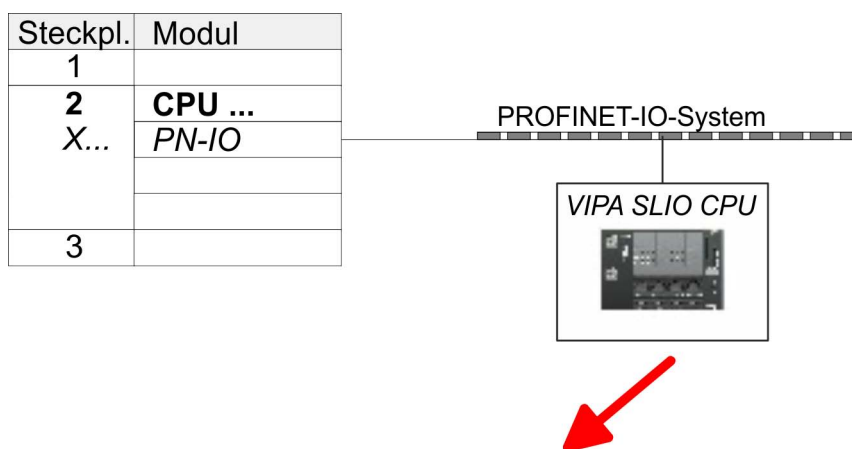 Steckpl. Modul
1
2 CPU ...
X... PN-IO
3
PROFINET-IO-System
VIPA SLIO CPU